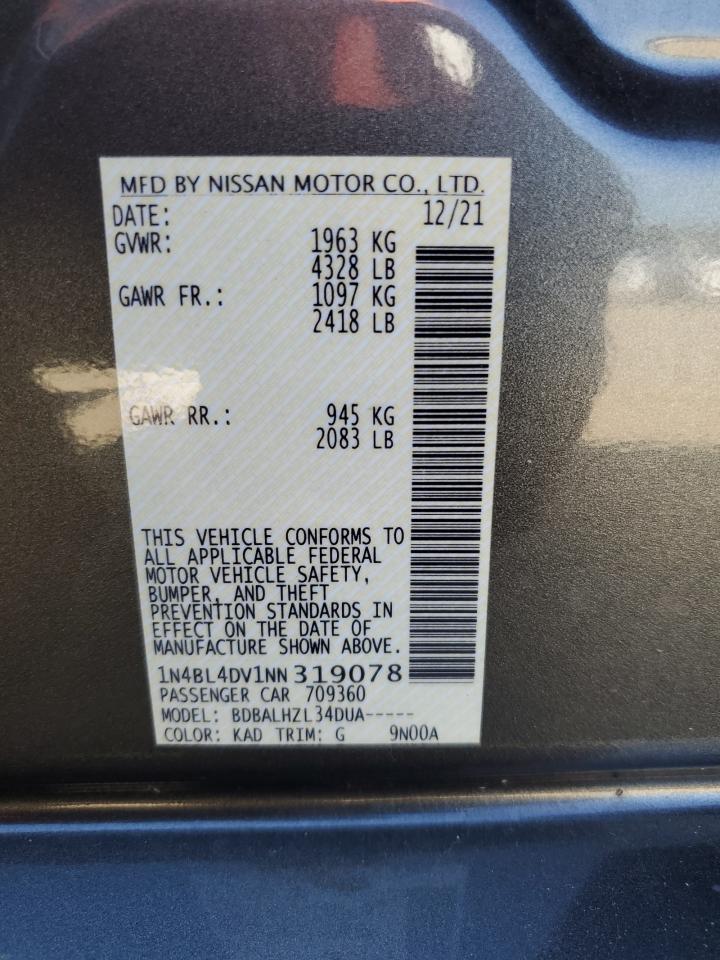 MFD BY NISSAN MOTOR CO., LTD.
DATE: 12/21
GVWR: 1963 KG
4328 LB
GAWR FR.: 1097 KG
2418 LB
GAWR RR.: 945 KG
2083 LB
THIS VEHICLE CONFORMS TO
ALL APPLICABLE FEDERAL
MOTOR VEHICLE SAFETY,
BUMPER, AND THEFT
PREVENTION STANDARDS IN
EFFECT ON THE DATE OF
MANUFACTURE SHOWN ABOVE.
1N4BL4DV1NN319078
PASSENGER CAR 709360
MODEL: BDBALHZL34DUA-----
COLOR: KAD TRIM: G 9N00A